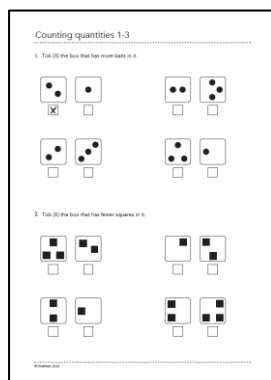 Counting quantities 1-3
1. Tick (X) the box that has more balls in it.
X
2. Tick (X) the box that has fewer squares in it.